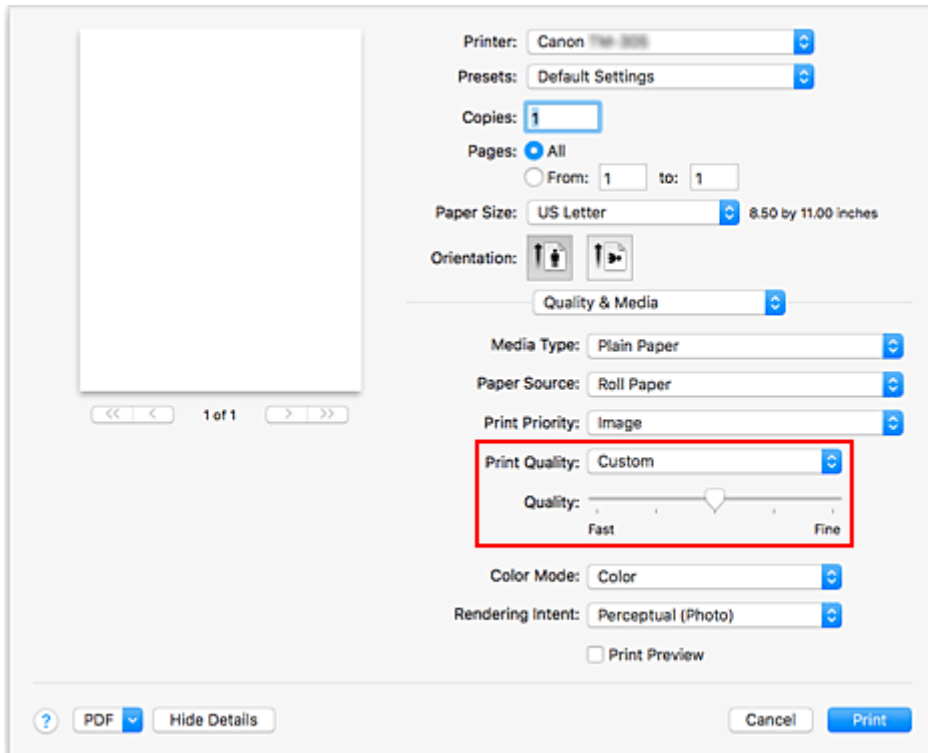 Printer: Canon
Presets: Default Settings
Copies: 1
Pages: All
From: 1 to: 1
Paper Size: US Letter 8.50 by 11.00 inches
Orientation:
Quality & Media
Media Type: Plain Paper
Paper Source: Roll Paper
1 of 1
Print Priority: Image
Print Quality: Custom
Quality:
Fast Fine
Color Mode: Color
Rendering Intent: Perceptual (Photo)
Print Preview
? PDF Hide Details Cancel Print